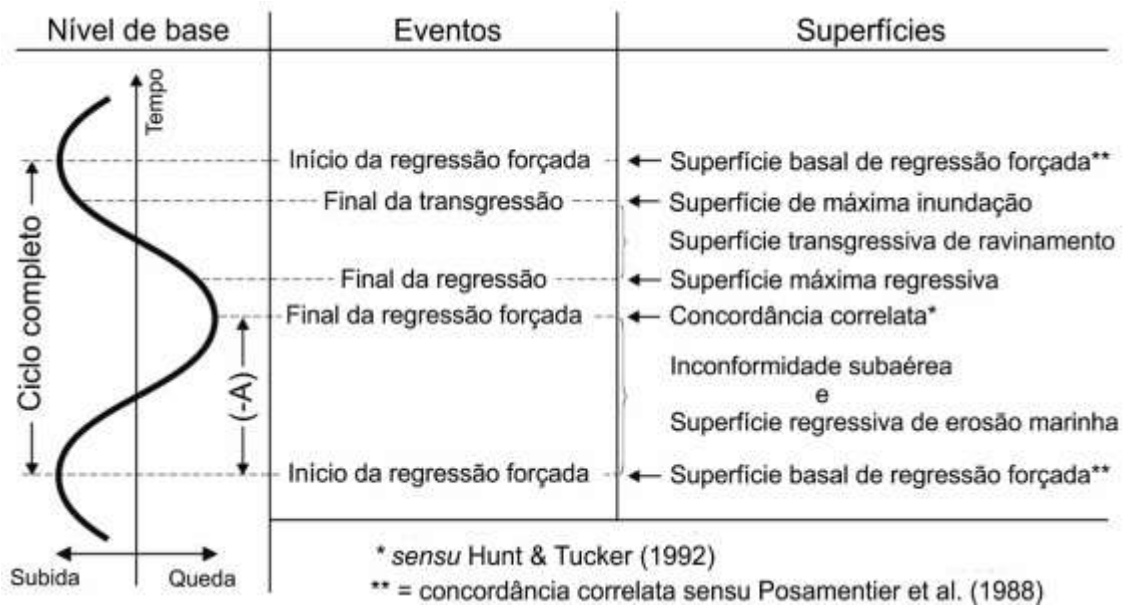 Nível de base
Eventos
Superfícies
Tempo
Início da regressão forçada
Superfície basal de regressão forçada**
Final da transgressão
Superfície de máxima inundação
Superfície transgressiva de ravinamento
Final da regressão
Superfície máxima regressiva
Final da regressão forçada
Concordância correlata*
Ciclo completo
(-A)
Inconformidade subaérea
e
Superfície regressiva de erosão marinha
Início da regressão forçada
Superfície basal de regressão forçada**
Subida
Queda
* sensu Hunt & Tucker (1992)
** = concordância correlata sensu Posamentier et al. (1988)